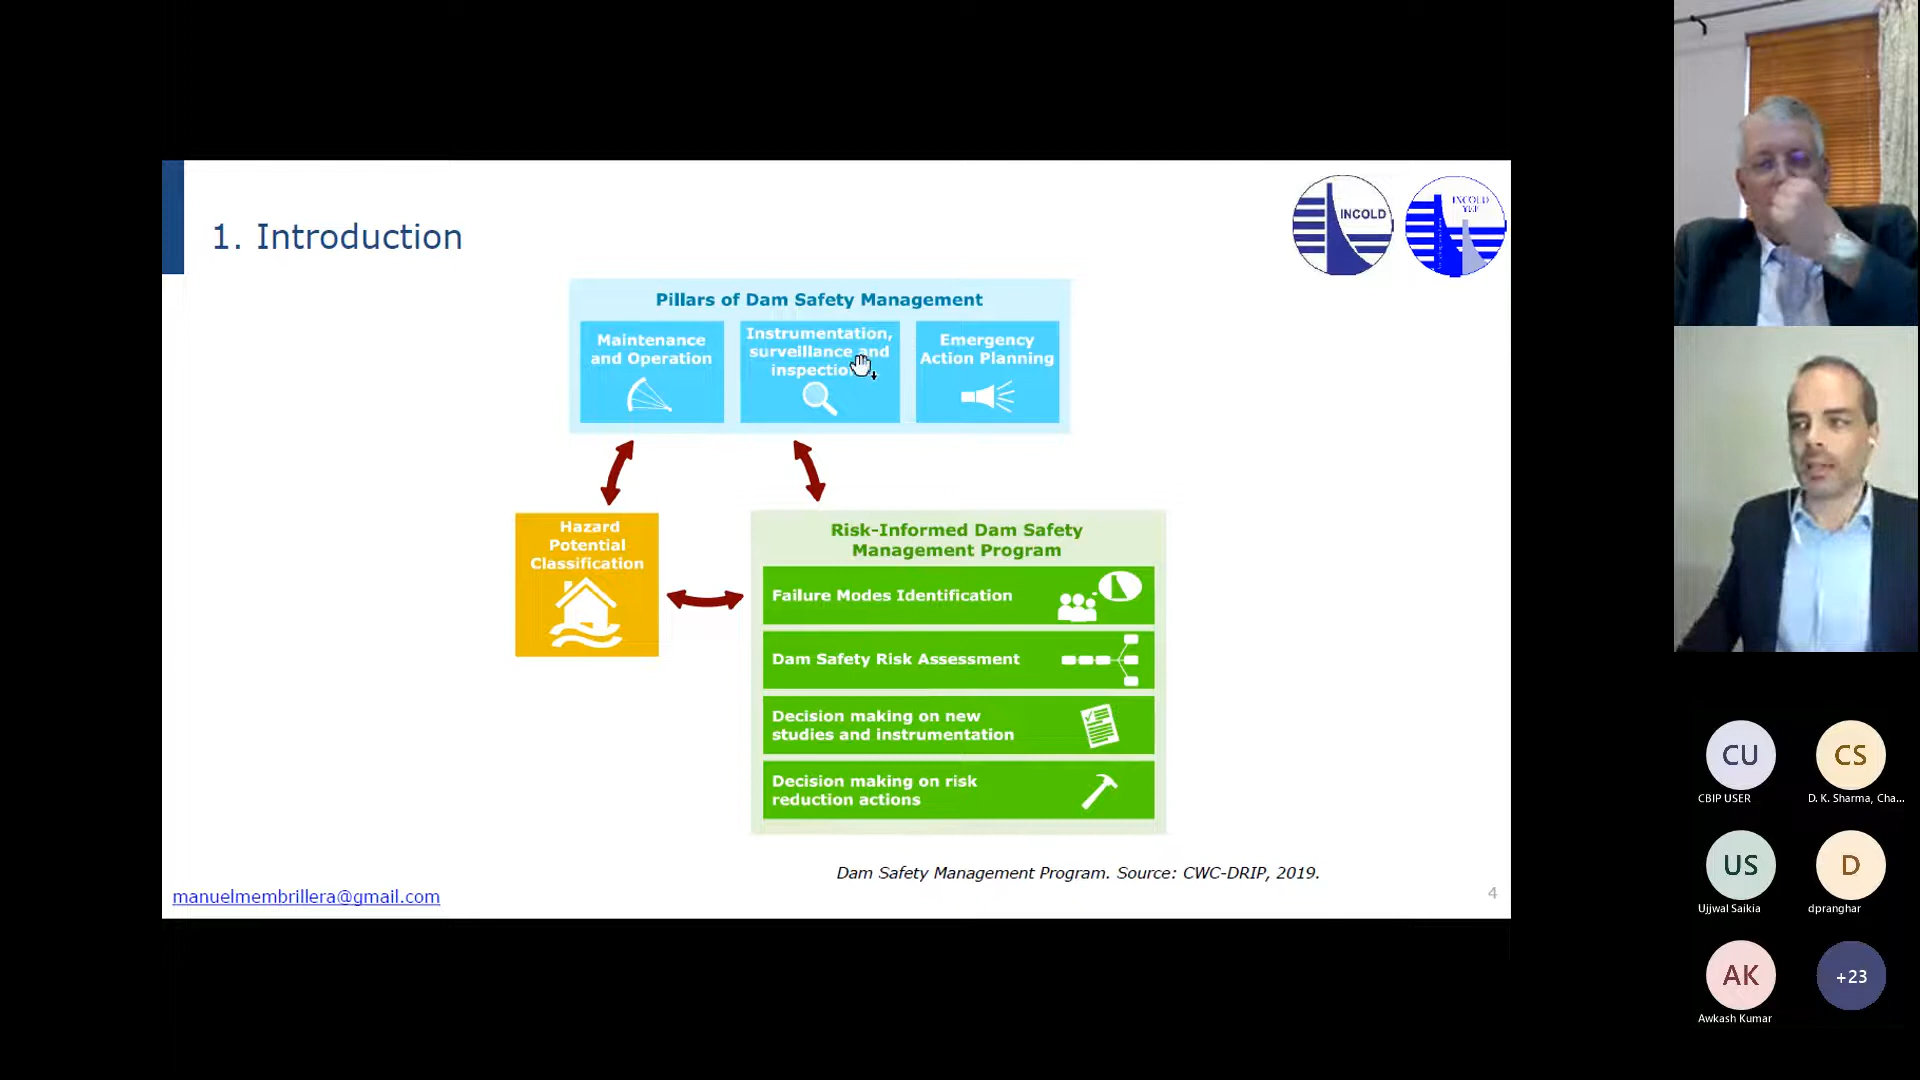 1. Introduction
INCOLD
INCOLD
YEF
Pillars of Dam Safety Management
Maintenance
and Operation
Instrumentation,
surveillance and
Emergency
Action Planning
Hazard
Potential
Classification
Risk-Informed Dam Safety
Management Program
Failure Modes Identification
Dam Safety Risk Assessment
Decision making on new
studies and instrumentation
Decision making on risk
reduction actions
Dam Safety Management Program. Source: CWC-DRIP, 2019.
manuelmembrillera@gmail.com
4
CU
CBIP USER
CS
D. K. Sharma, Cha...
US
Ujjwal Saikia
D
dpranghar
AK
Awkash Kumar
+23